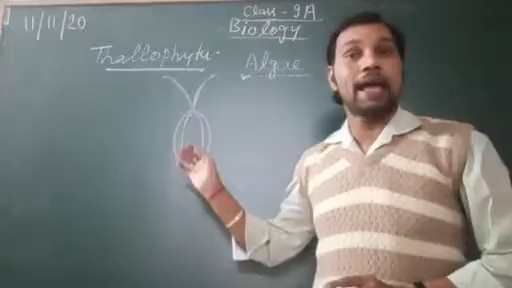 11/11/20
Class - 9A
Biology
Thallophyta.
Algae